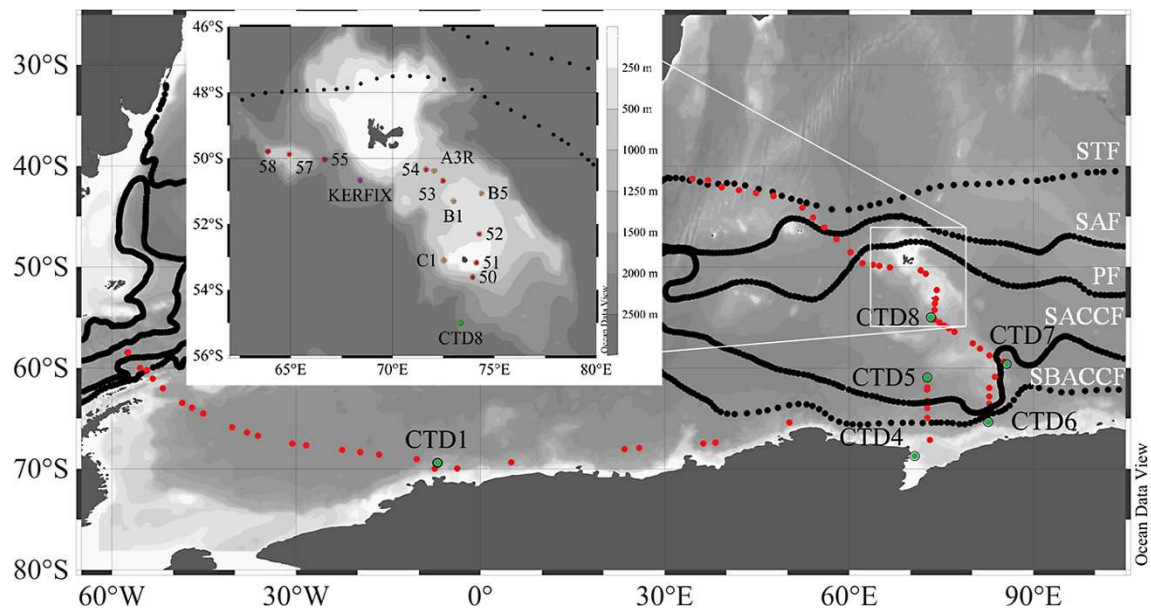 30°S
40°S
50°S
60°S
70°S
80°S
60°W
30°W
0°
30°E
60°E
90°E
46°S
48°S
50°S
52°S
54°S
56°S
65°E
70°E
75°E
80°E
250 m
500 m
1000 m
1250 m
1500 m
2000 m
2500 m
Ocean Data View
58
57
55
54
A3R
KERFIX
53
B5
B1
52
C1
51
50
CTD8
STF
SAF
PF
SACCF
SBACCF
CTD8
CTD7
CTD5
CTD6
CTD4
CTD1
Ocean Data View